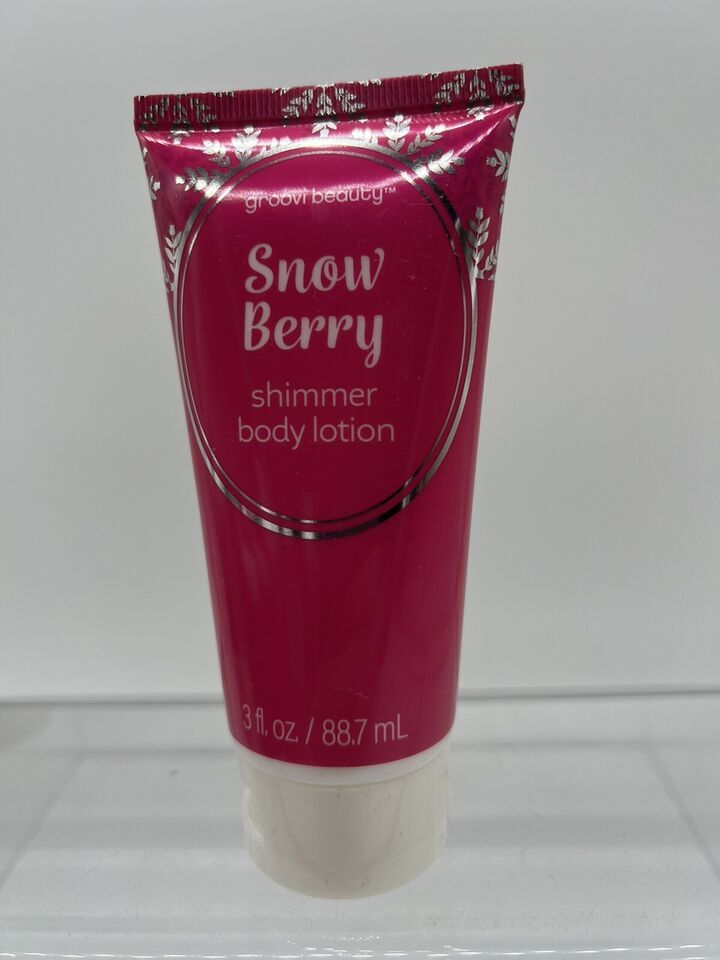 groovi beauty™
Snow
Berry
shimmer
body lotion
3 fl. oz. / 88.7 mL